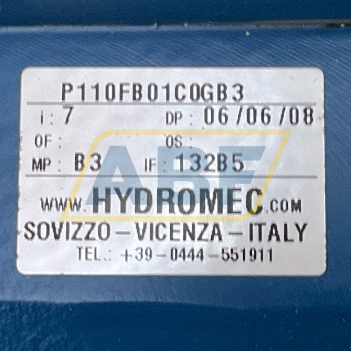 P110FB01C0GB3
i: 7 DP: 06/06/08
OF: OS:
MP: B3 IF: 132B5
www.HYDROMEC.COM
SOVIZZO-VICENZA-ITALY
TEL.: +39-0444-551911
ABF